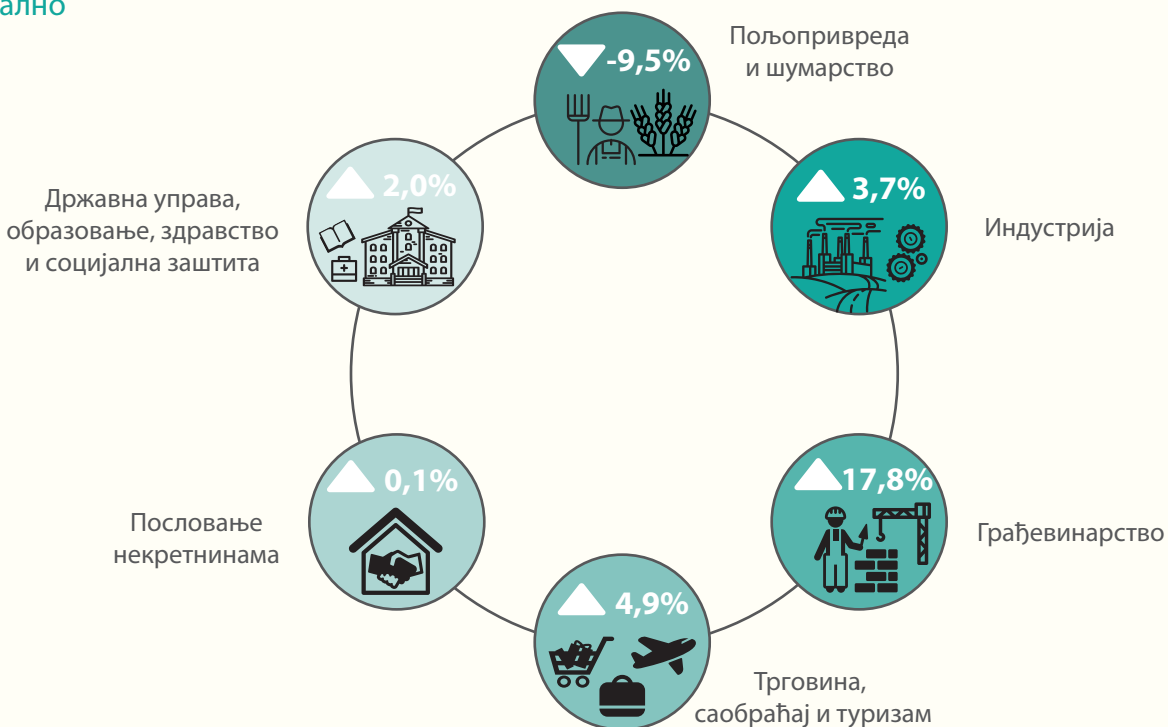 -9,5%
Пољопривреда
и шумарство
3,7%
Индустрија
17,8%
Грађевинарство
4,9%
Трговина,
саобраћај и туризам
0,1%
Пословање
некретнинама
2,0%
Државна управа,
образовање, здравство
и социјална заштита